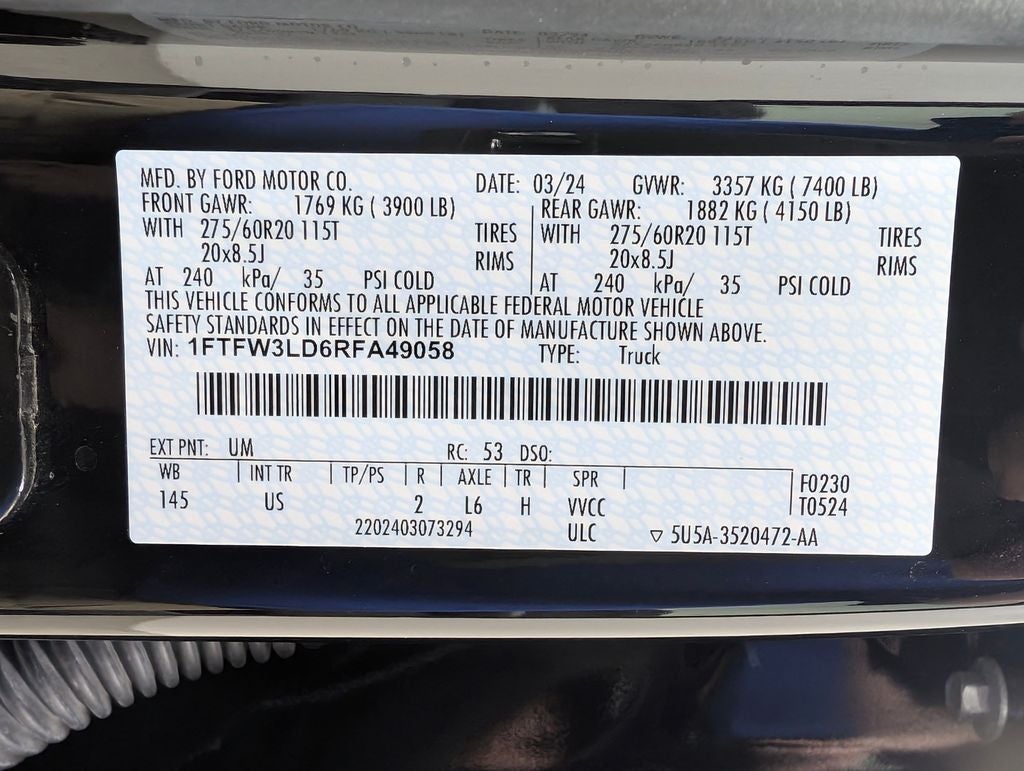 MFD. BY FORD MOTOR CO. DATE: 03/24 GVWR: 3357 KG ( 7400 LB)
FRONT GAWR: 1769 KG ( 3900 LB) REAR GAWR: 1882 KG ( 4150 LB)
WITH 275/60R20 115T TIRES WITH 275/60R20 115T TIRES
20x8.5J RIMS 20x8.5J RIMS
AT 240 kPa/ 35 PSI COLD AT 240 kPa/ 35 PSI COLD
THIS VEHICLE CONFORMS TO ALL APPLICABLE FEDERAL MOTOR VEHICLE
SAFETY STANDARDS IN EFFECT ON THE DATE OF MANUFACTURE SHOWN ABOVE.
VIN: 1FTFW3LD6RFA49058 TYPE: Truck
EXT PNT: UM RC: 53 DSO:
WB INT TR TP/PS R AXLE TR SPR F0230
145 US 2 L6 H VVCC T0524
2202403073294 ULC ▽ 5U5A-3520472-AA